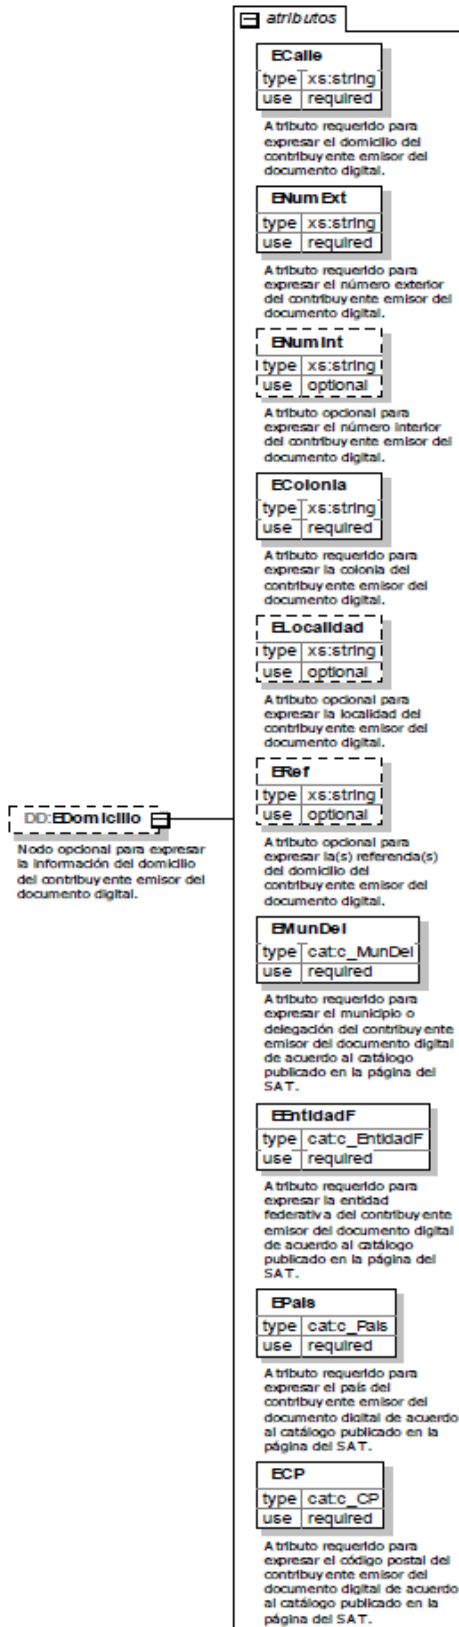 atributos
ECalle
type xs:string
use required
Atributo requerido para
expresar el domicilio del
contribuyente emisor del
documento digital.
ENumExt
type xs:string
use required
Atributo requerido para
expresar el número exterior
del contribuyente emisor del
documento digital.
ENumInt
type xs:string
use optional
Atributo opcional para
expresar el número interior
del contribuyente emisor del
documento digital.
EColonia
type xs:string
use required
Atributo requerido para
expresar la colonia del
contribuyente emisor del
documento digital.
ELocalidad
type xs:string
use optional
Atributo opcional para
expresar la localidad del
contribuyente emisor del
documento digital.
ERef
type xs:string
use optional
Atributo opcional para
expresar la(s) referencia(s)
del domicilio del
contribuyente emisor del
documento digital.
DD:EDomicilio
Nodo opcional para expresar
la información del domicilio
del contribuyente emisor del
documento digital.
EMunDel
type cat:c_MunDel
use required
Atributo requerido para
expresar el municipio o
delegación del contribuyente
emisor del documento digital
de acuerdo al catálogo
publicado en la página del
SAT.
EEntidadF
type cat:c_EntidadF
use required
Atributo requerido para
expresar la entidad
federativa del contribuyente
emisor del documento digital
de acuerdo al catálogo
publicado en la página del
SAT.
EPais
type cat:c_Pais
use required
Atributo requerido para
expresar el país del
contribuyente emisor del
documento digital de acuerdo
al catálogo publicado en la
página del SAT.
ECP
type cat:c_CP
use required
Atributo requerido para
expresar el código postal del
contribuyente emisor del
documento digital de acuerdo
al catálogo publicado en la
página del SAT.